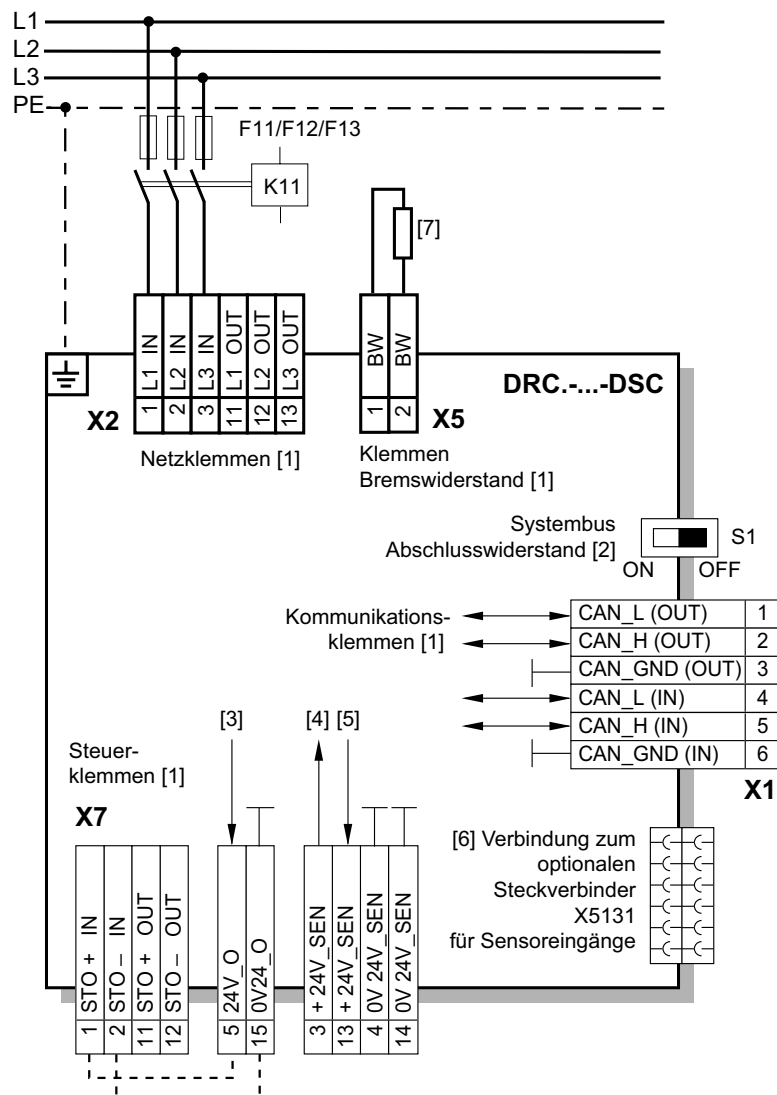 L1
L2
L3
PE
F11/F12/F13
K11
[7]
1 L1 IN
2 L2 IN
3 L3 IN
11 L1 OUT
12 L2 OUT
13 L3 OUT
1 BW
2 BW
DRC.-...-DSC
X2
X5
Netzklemmen [1]
Klemmen
Bremswiderstand [1]
Systembus
Abschlusswiderstand [2]
S1
ON
OFF
Kommunikations-
klemmen [1]
CAN_L (OUT) 1
CAN_H (OUT) 2
CAN_GND (OUT) 3
CAN_L (IN) 4
CAN_H (IN) 5
CAN_GND (IN) 6
X1
[3]
[4] [5]
Steuer-
klemmen [1]
X7
[6] Verbindung zum
optionalen
Steckverbinder
X5131
für Sensoreingänge
1 STO + IN
2 STO – IN
11 STO + OUT
12 STO – OUT
5 24V_O
15 0V24_O
3 + 24V_SEN
13 + 24V_SEN
4 0V 24V_SEN
14 0V 24V_SEN